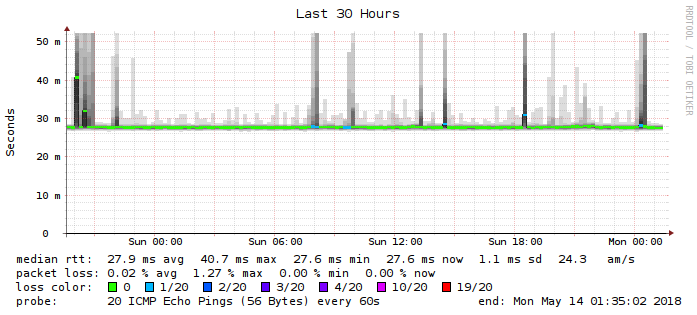 Last 30 Hours
RRDTOOL / TOBI OETIKER
Seconds
50 m
40 m
30 m
20 m
10 m
0
Sun 00:00 Sun 06:00 Sun 12:00 Sun 18:00 Mon 00:00
median rtt: 27.9 ms avg 40.7 ms max 27.6 ms min 27.6 ms now 1.1 ms sd 24.3 am/s
packet loss: 0.02 % avg 1.27 % max 0.00 % min 0.00 % now
loss color: 0 1/20 2/20 3/20 4/20 10/20 19/20
probe: 20 ICMP Echo Pings (56 Bytes) every 60s end: Mon May 14 01:35:02 2018